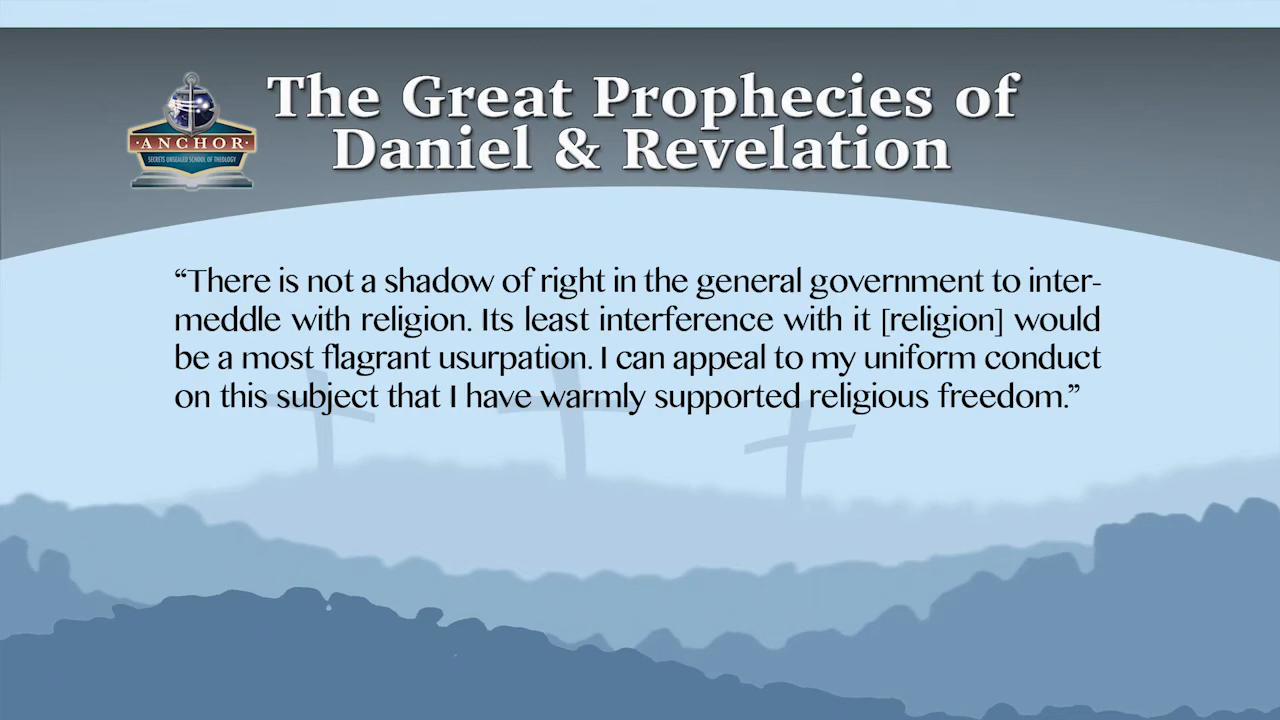 The Great Prophecies of
Daniel & Revelation
·ANCHOR·
SECRETS UNSEALED SCHOOL OF THEOLOGY
“There is not a shadow of right in the general government to inter-
meddle with religion. Its least interference with it [religion] would
be a most flagrant usurpation. I can appeal to my uniform conduct
on this subject that I have warmly supported religious freedom.”